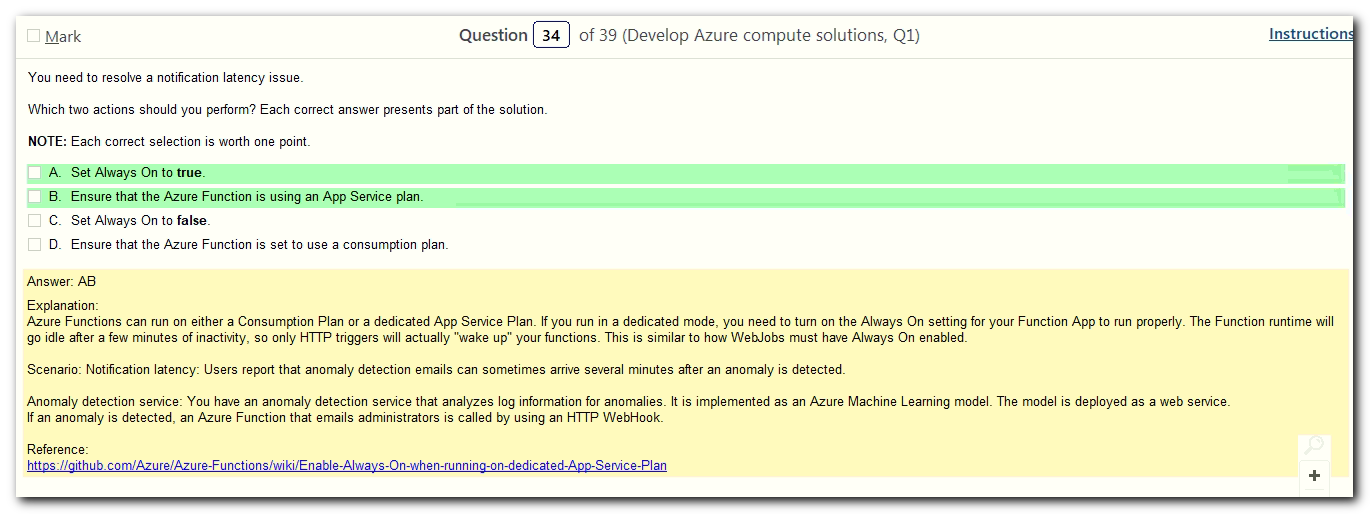 Mark
Question 34 of 39 (Develop Azure compute solutions, Q1)
Instructions
You need to resolve a notification latency issue.
Which two actions should you perform? Each correct answer presents part of the solution.
NOTE: Each correct selection is worth one point.
A. Set Always On to true.
B. Ensure that the Azure Function is using an App Service plan.
C. Set Always On to false.
D. Ensure that the Azure Function is set to use a consumption plan.
Answer: AB
Explanation:
Azure Functions can run on either a Consumption Plan or a dedicated App Service Plan. If you run in a dedicated mode, you need to turn on the Always On setting for your Function App to run properly. The Function runtime will
go idle after a few minutes of inactivity, so only HTTP triggers will actually "wake up" your functions. This is similar to how WebJobs must have Always On enabled.
Scenario: Notification latency: Users report that anomaly detection emails can sometimes arrive several minutes after an anomaly is detected.
Anomaly detection service: You have an anomaly detection service that analyzes log information for anomalies. It is implemented as an Azure Machine Learning model. The model is deployed as a web service.
If an anomaly is detected, an Azure Function that emails administrators is called by using an HTTP WebHook.
Reference:
https://github.com/Azure/Azure-Functions/wiki/Enable-Always-On-when-running-on-dedicated-App-Service-Plan
+